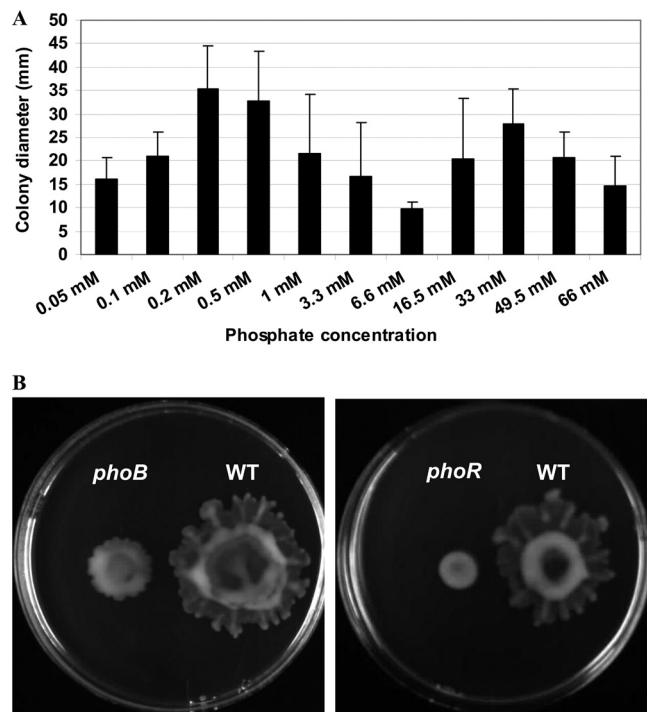 A
Colony diameter (mm)
50
45
40
35
30
25
20
15
10
5
0
0.05 mM
0.1 mM
0.2 mM
0.5 mM
1 mM
3.3 mM
6.6 mM
16.5 mM
33 mM
49.5 mM
66 mM
Phosphate concentration
B
phoB
WT
phoR
WT